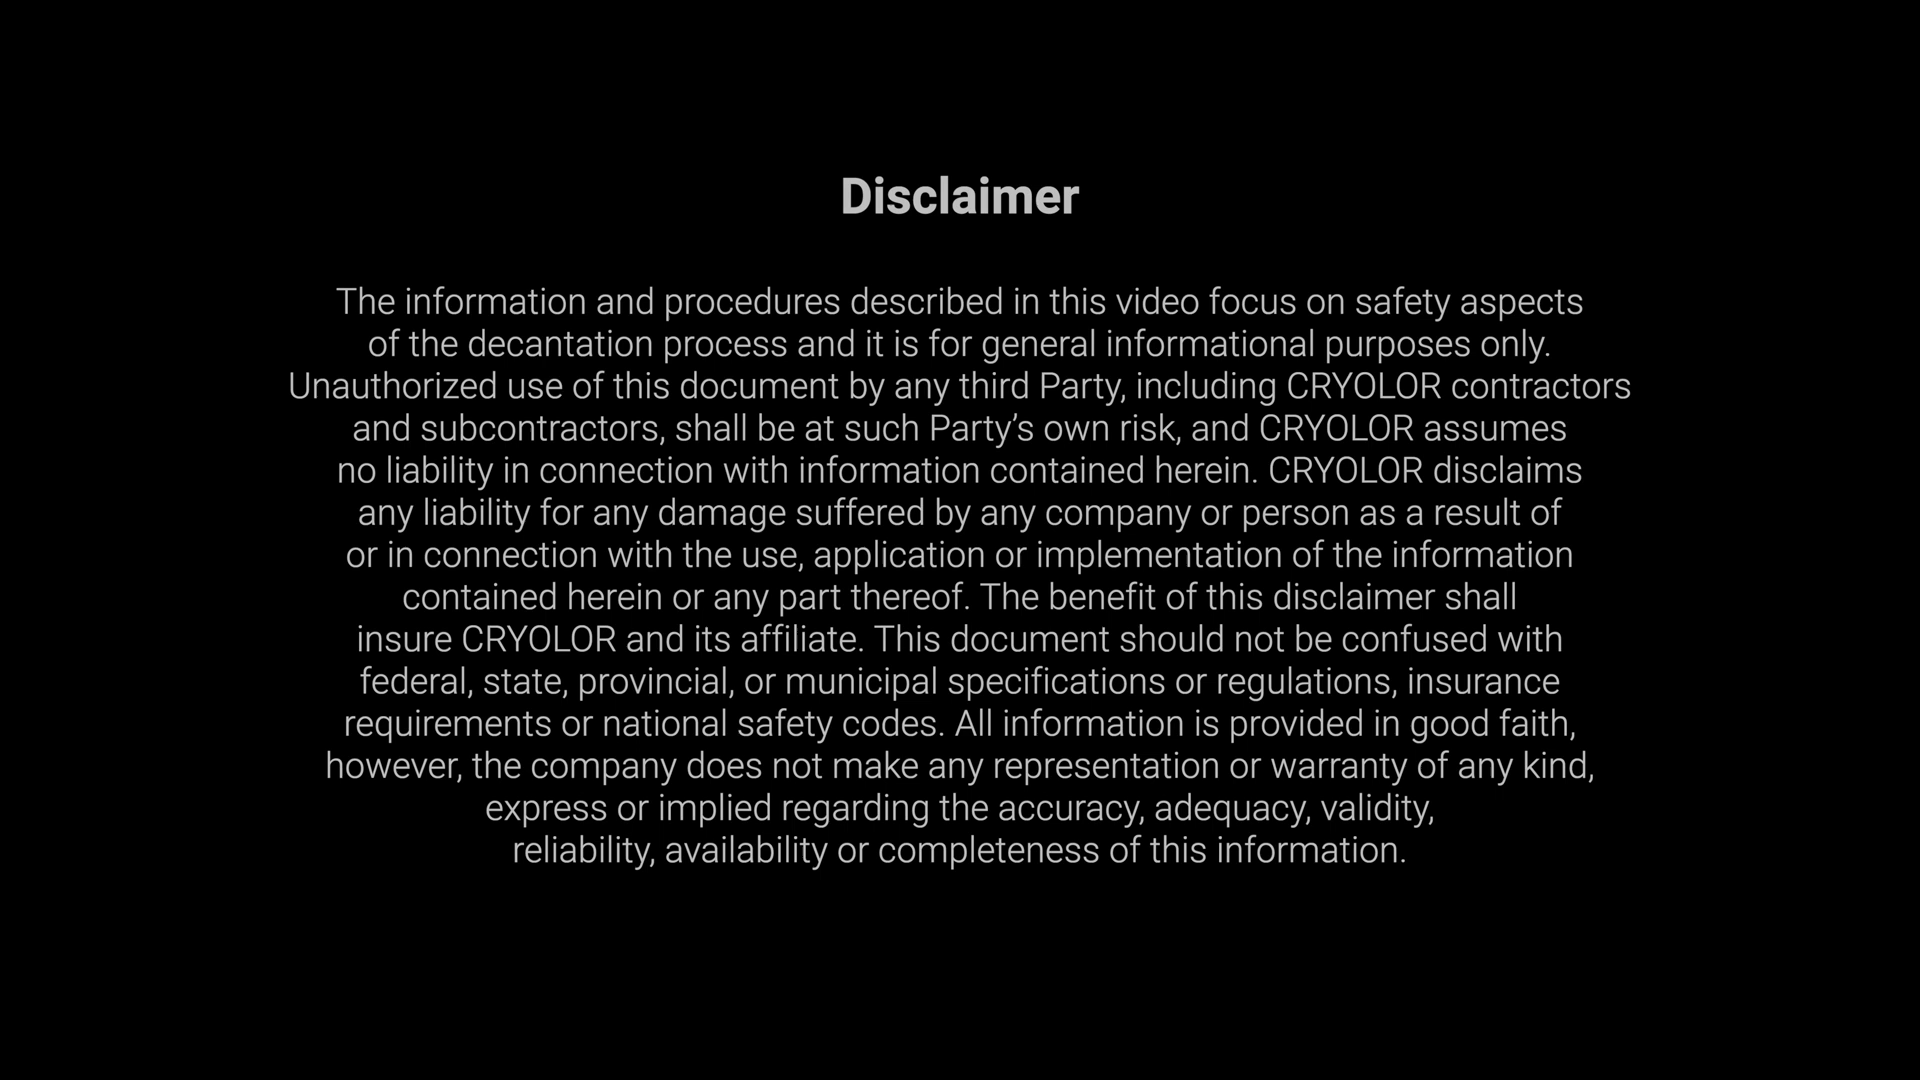 Disclaimer
The information and procedures described in this video focus on safety aspects
of the decantation process and it is for general informational purposes only.
Unauthorized use of this document by any third Party, including CRYOLOR contractors
and subcontractors, shall be at such Party’s own risk, and CRYOLOR assumes
no liability in connection with information contained herein. CRYOLOR disclaims
any liability for any damage suffered by any company or person as a result of
or in connection with the use, application or implementation of the information
contained herein or any part thereof. The benefit of this disclaimer shall
insure CRYOLOR and its affiliate. This document should not be confused with
federal, state, provincial, or municipal specifications or regulations, insurance
requirements or national safety codes. All information is provided in good faith,
however, the company does not make any representation or warranty of any kind,
express or implied regarding the accuracy, adequacy, validity,
reliability, availability or completeness of this information.